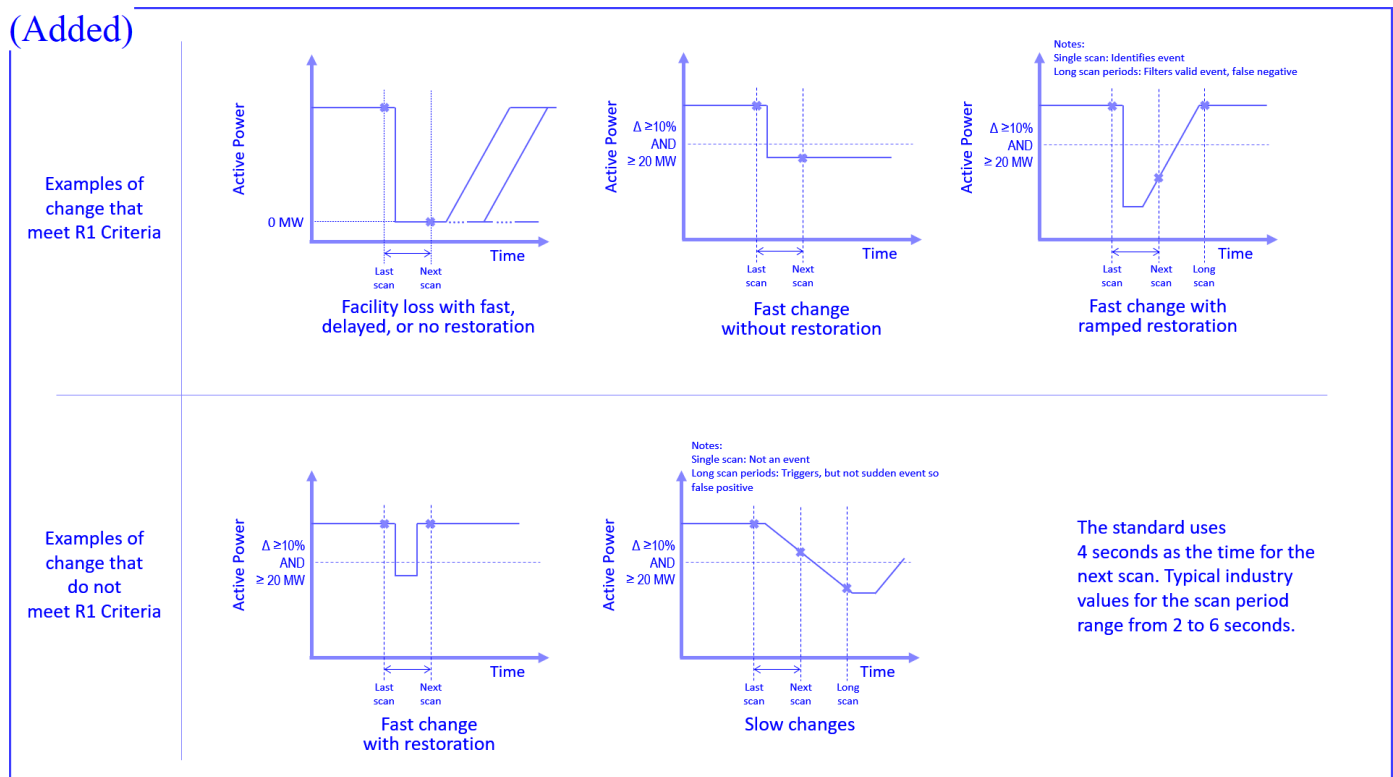 (Added)
Examples of
change that
meet R1 Criteria
Active Power
0 MW
Time
Last
scan
Next
scan
Facility loss with fast,
delayed, or no restoration
Active Power
Δ ≥10%
AND
≥ 20 MW
Time
Last
scan
Next
scan
Fast change
without restoration
Notes:
Single scan: Identifies event
Long scan periods: Filters valid event, false negative
Active Power
Δ ≥10%
AND
≥ 20 MW
Time
Last
scan
Next
scan
Long
scan
Fast change with
ramped restoration
Examples of
change that
do not
meet R1 Criteria
Active Power
Δ ≥10%
AND
≥ 20 MW
Time
Last
scan
Next
scan
Fast change
with restoration
Notes:
Single scan: Not an event
Long scan periods: Triggers, but not sudden event so
false positive
Active Power
Δ ≥10%
AND
≥ 20 MW
Time
Last
scan
Next
scan
Long
scan
Slow changes
The standard uses
4 seconds as the time for the
next scan. Typical industry
values for the scan period
range from 2 to 6 seconds.